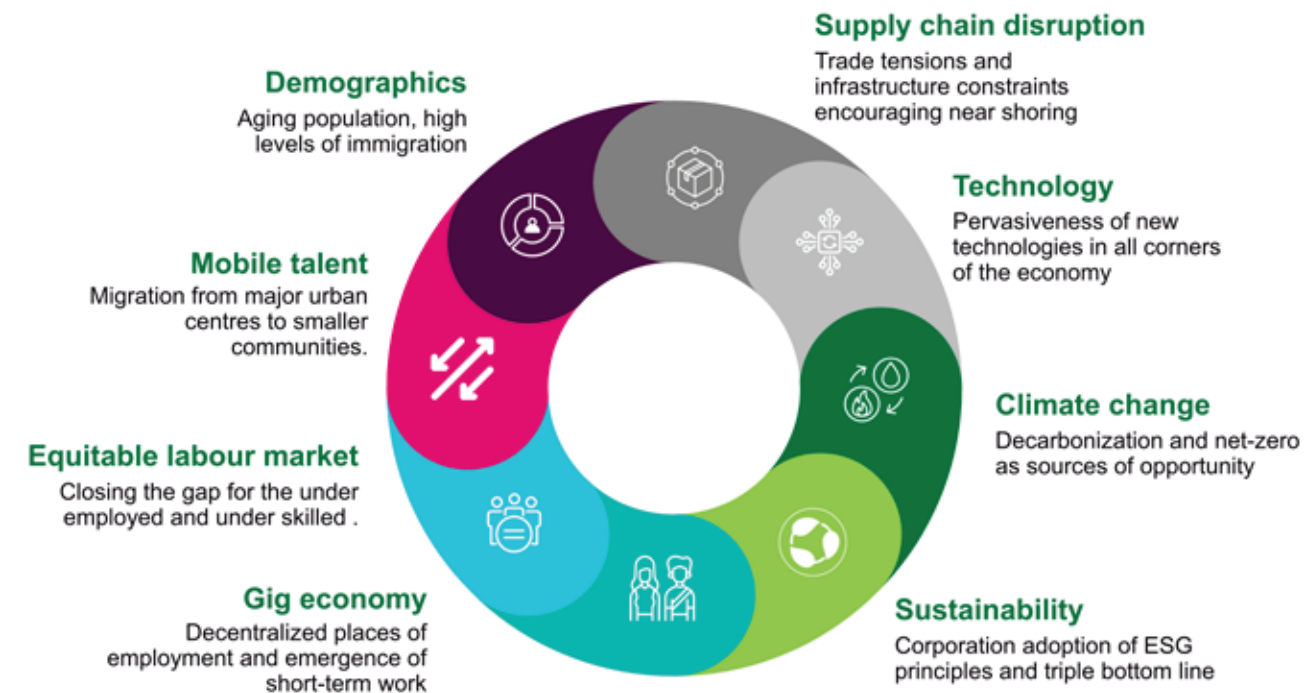 Supply chain disruption
Trade tensions and
infrastructure constraints
encouraging near shoring
Technology
Pervasiveness of new
technologies in all corners
of the economy
Climate change
Decarbonization and net-zero
as sources of opportunity
Sustainability
Corporation adoption of ESG
principles and triple bottom line
Gig economy
Decentralized places of
employment and emergence of
short-term work
Equitable labour market
Closing the gap for the under
employed and under skilled .
Mobile talent
Migration from major urban
centres to smaller
communities.
Demographics
Aging population, high
levels of immigration